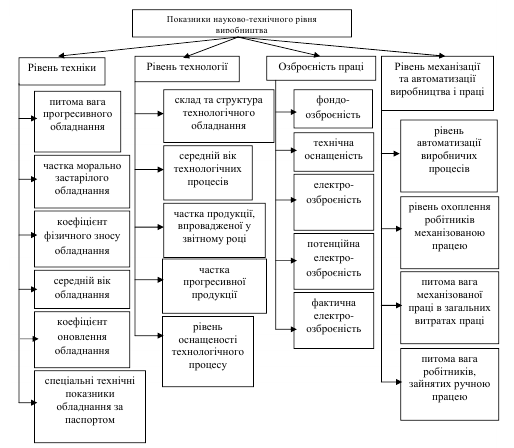 Показники науково-технічного рівня
виробництва
Рівень техніки
питома вага
прогресивного
обладнання
частка морально
застарілого
обладнання
коефіцієнт
фізичного зносу
обладнання
середній вік
обладнання
коефіцієнт
оновлення
обладнання
спеціальні технічні
показники
обладнання за
паспортом
Рівень технології
склад та структура
технологічного
обладнання
середній вік
технологічних
процесів
частка продукції,
впровадженої у
звітному році
частка
прогресивної
продукції
рівень
оснащеності
технологічного
процесу
Озброєність праці
фондо-
озброєність
технічна
оснащеність
електро-
озброєність
потенційна
електро-
озброєність
фактична
електро-
озброєність
Рівень механізації
та автоматизації
виробництва і праці
рівень
автоматизації
виробничих
процесів
рівень охоплення
робітників
механізованою
працею
питома вага
механізованої
праці в загальних
витратах праці
питома вага
робітників,
зайнятих ручною
працею